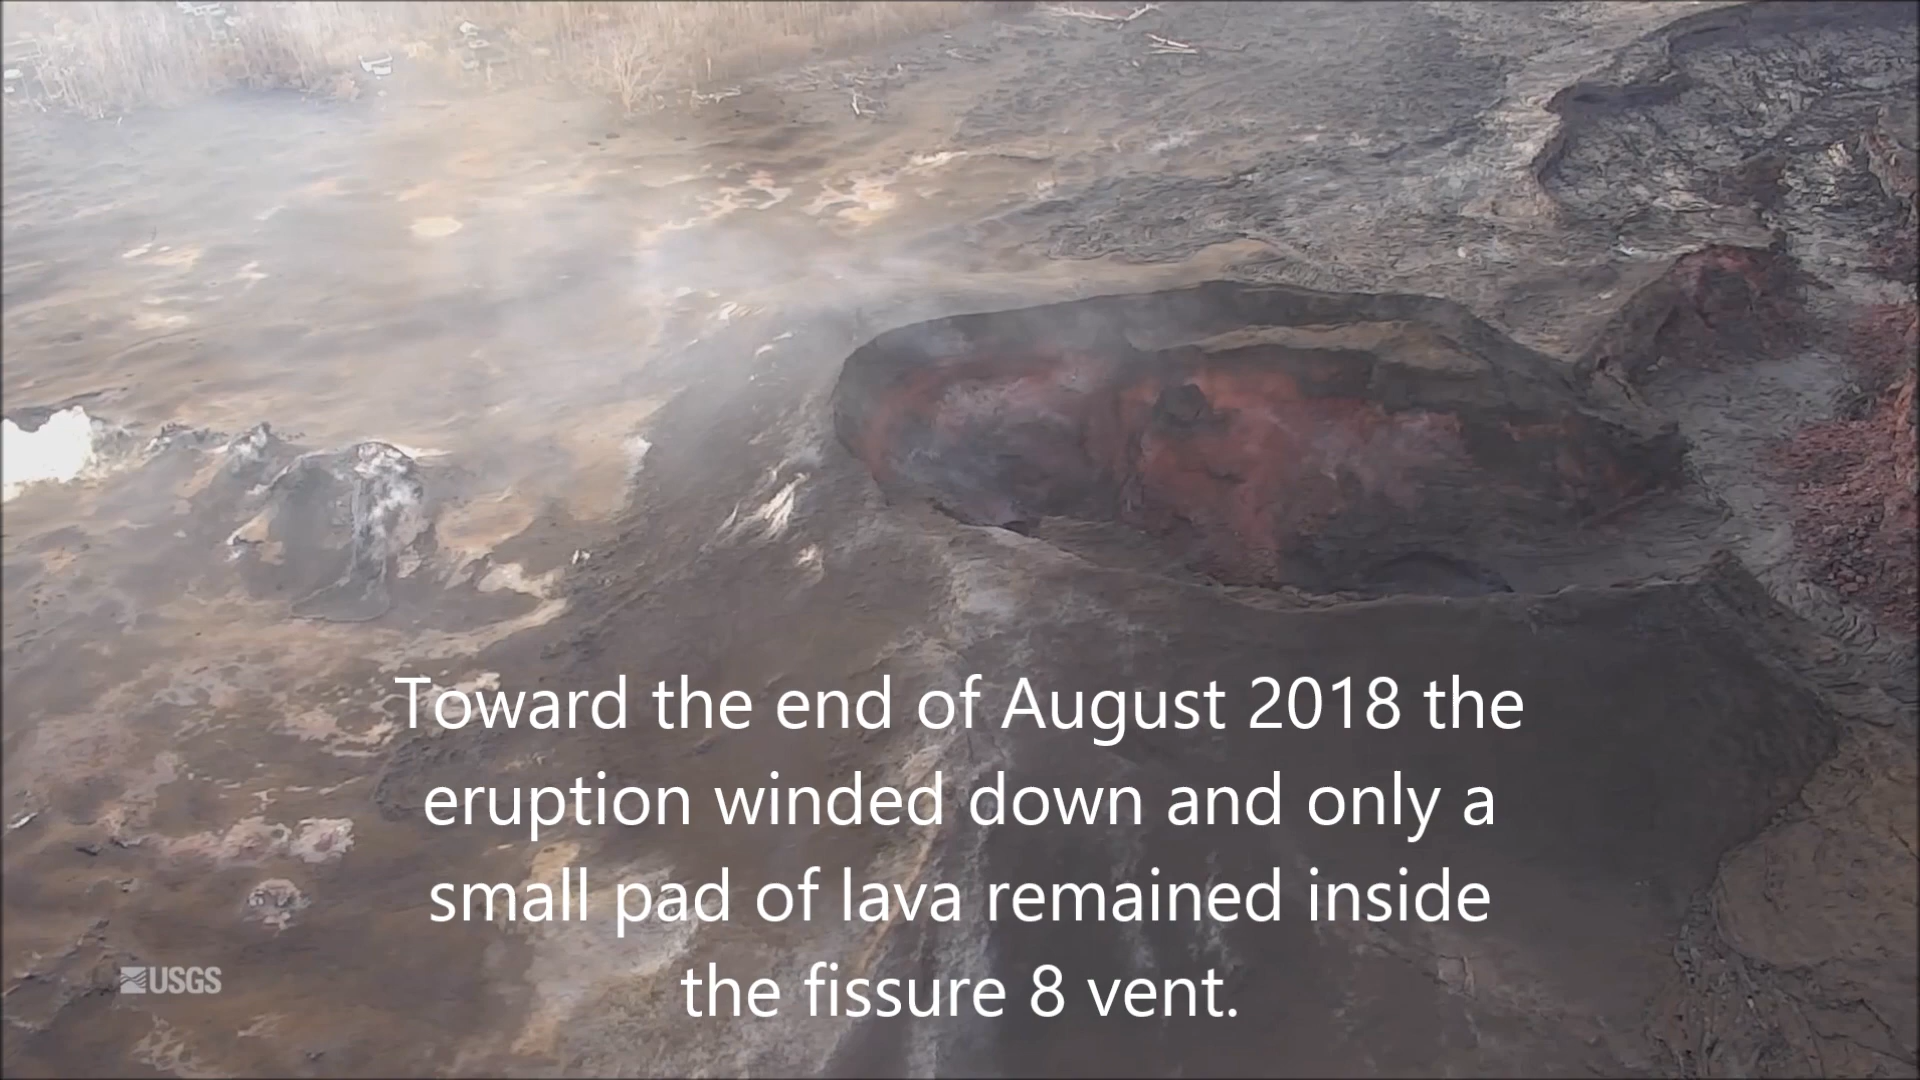 Toward the end of August 2018 the
eruption winded down and only a
small pad of lava remained inside
the fissure 8 vent.
USGS